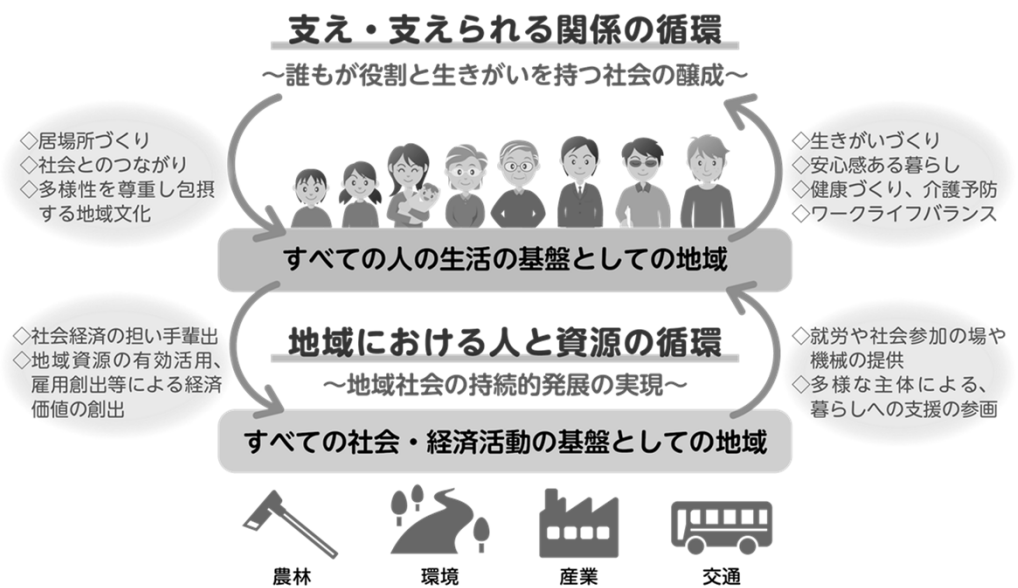 支え・支えられる関係の循環
〜誰もが役割と生きがいを持つ社会の醸成〜
◇居場所づくり
◇社会とのつながり
◇多様性を尊重し包摂
する地域文化
◇生きがいづくり
◇安心感ある暮らし
◇健康づくり、介護予防
◇ワークライフバランス
すべての人の生活の基盤としての地域
◇社会経済の担い手輩出
◇地域資源の有効活用、
雇用創出等による経済
価値の創出
地域における人と資源の循環
〜地域社会の持続的発展の実現〜
◇就労や社会参加の場や
機械の提供
◇多様な主体による、
暮らしへの支援の参画
すべての社会・経済活動の基盤としての地域
農林
環境
産業
交通